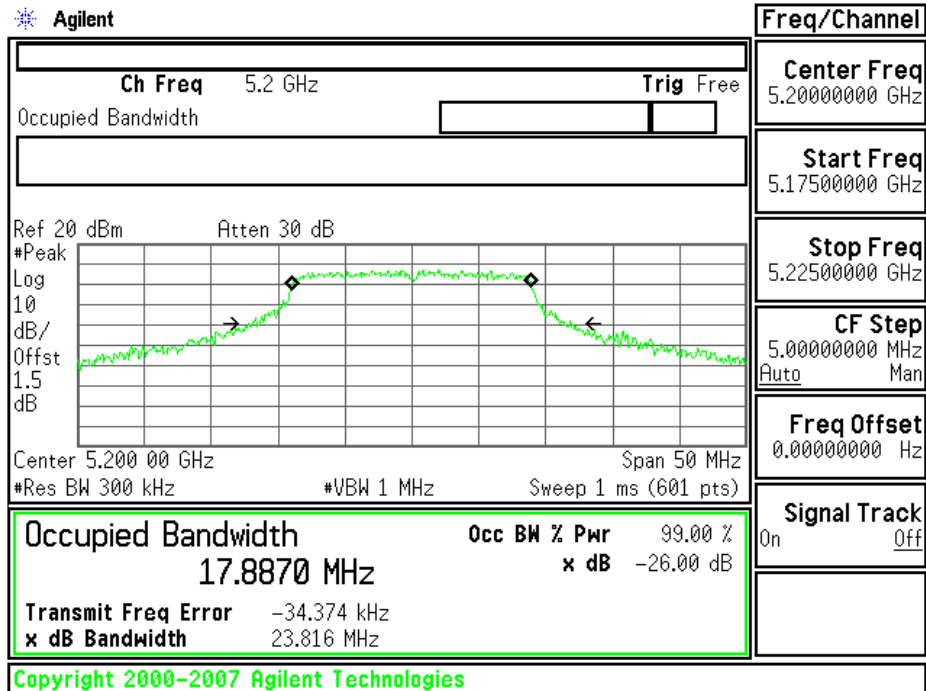 Agilent
Freq/Channel
Ch Freq 5.2 GHz Trig Free
Occupied Bandwidth
Center Freq
5.20000000 GHz
Start Freq
5.17500000 GHz
Stop Freq
5.22500000 GHz
CF Step
5.00000000 MHz
Auto Man
Freq Offset
0.00000000 Hz
Signal Track
On Off
Ref 20 dBm Atten 30 dB
#Peak
Log
10
dB/
Offst
1.5
dB
Center 5.200 00 GHz Span 50 MHz
#Res BW 300 kHz #VBW 1 MHz Sweep 1 ms (601 pts)
Occupied Bandwidth Occ BW % Pwr 99.00 %
17.8870 MHz x dB -26.00 dB
Transmit Freq Error -34.374 kHz
x dB Bandwidth 23.816 MHz
Copyright 2000-2007 Agilent Technologies